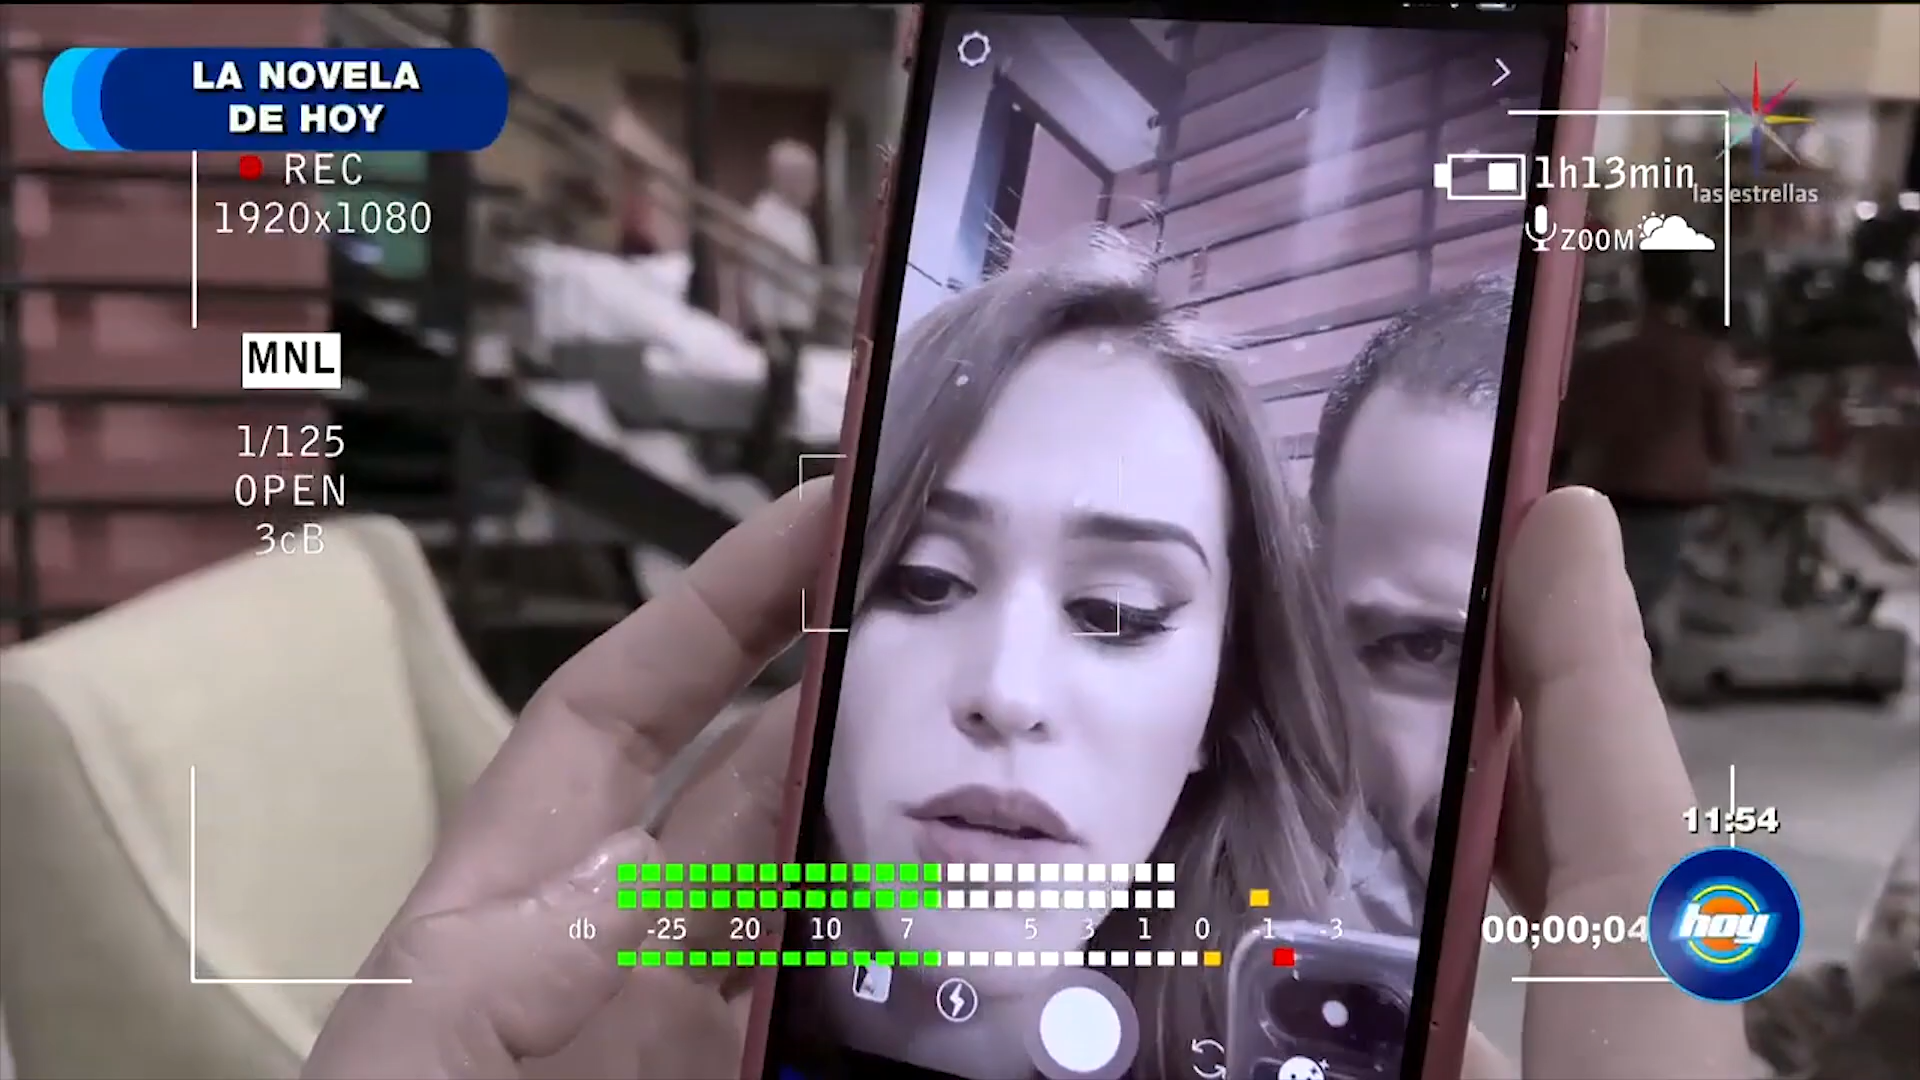 LA NOVELA
DE HOY
REC
1920x1080
1h13min
las estrellas
ZOOM
MNL
1/125
OPEN
3cB
11:54
db -25 20 10 7 5 3 1 0 -1 -3
00;00;04
hoy